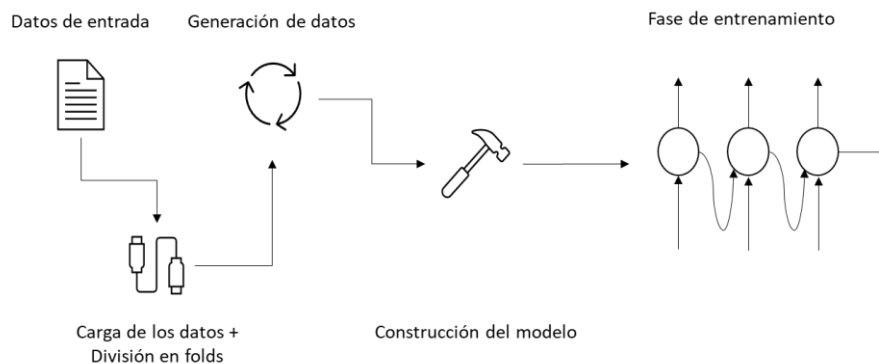 Datos de entrada
Generación de datos
Fase de entrenamiento
Carga de los datos +
División en folds
Construcción del modelo